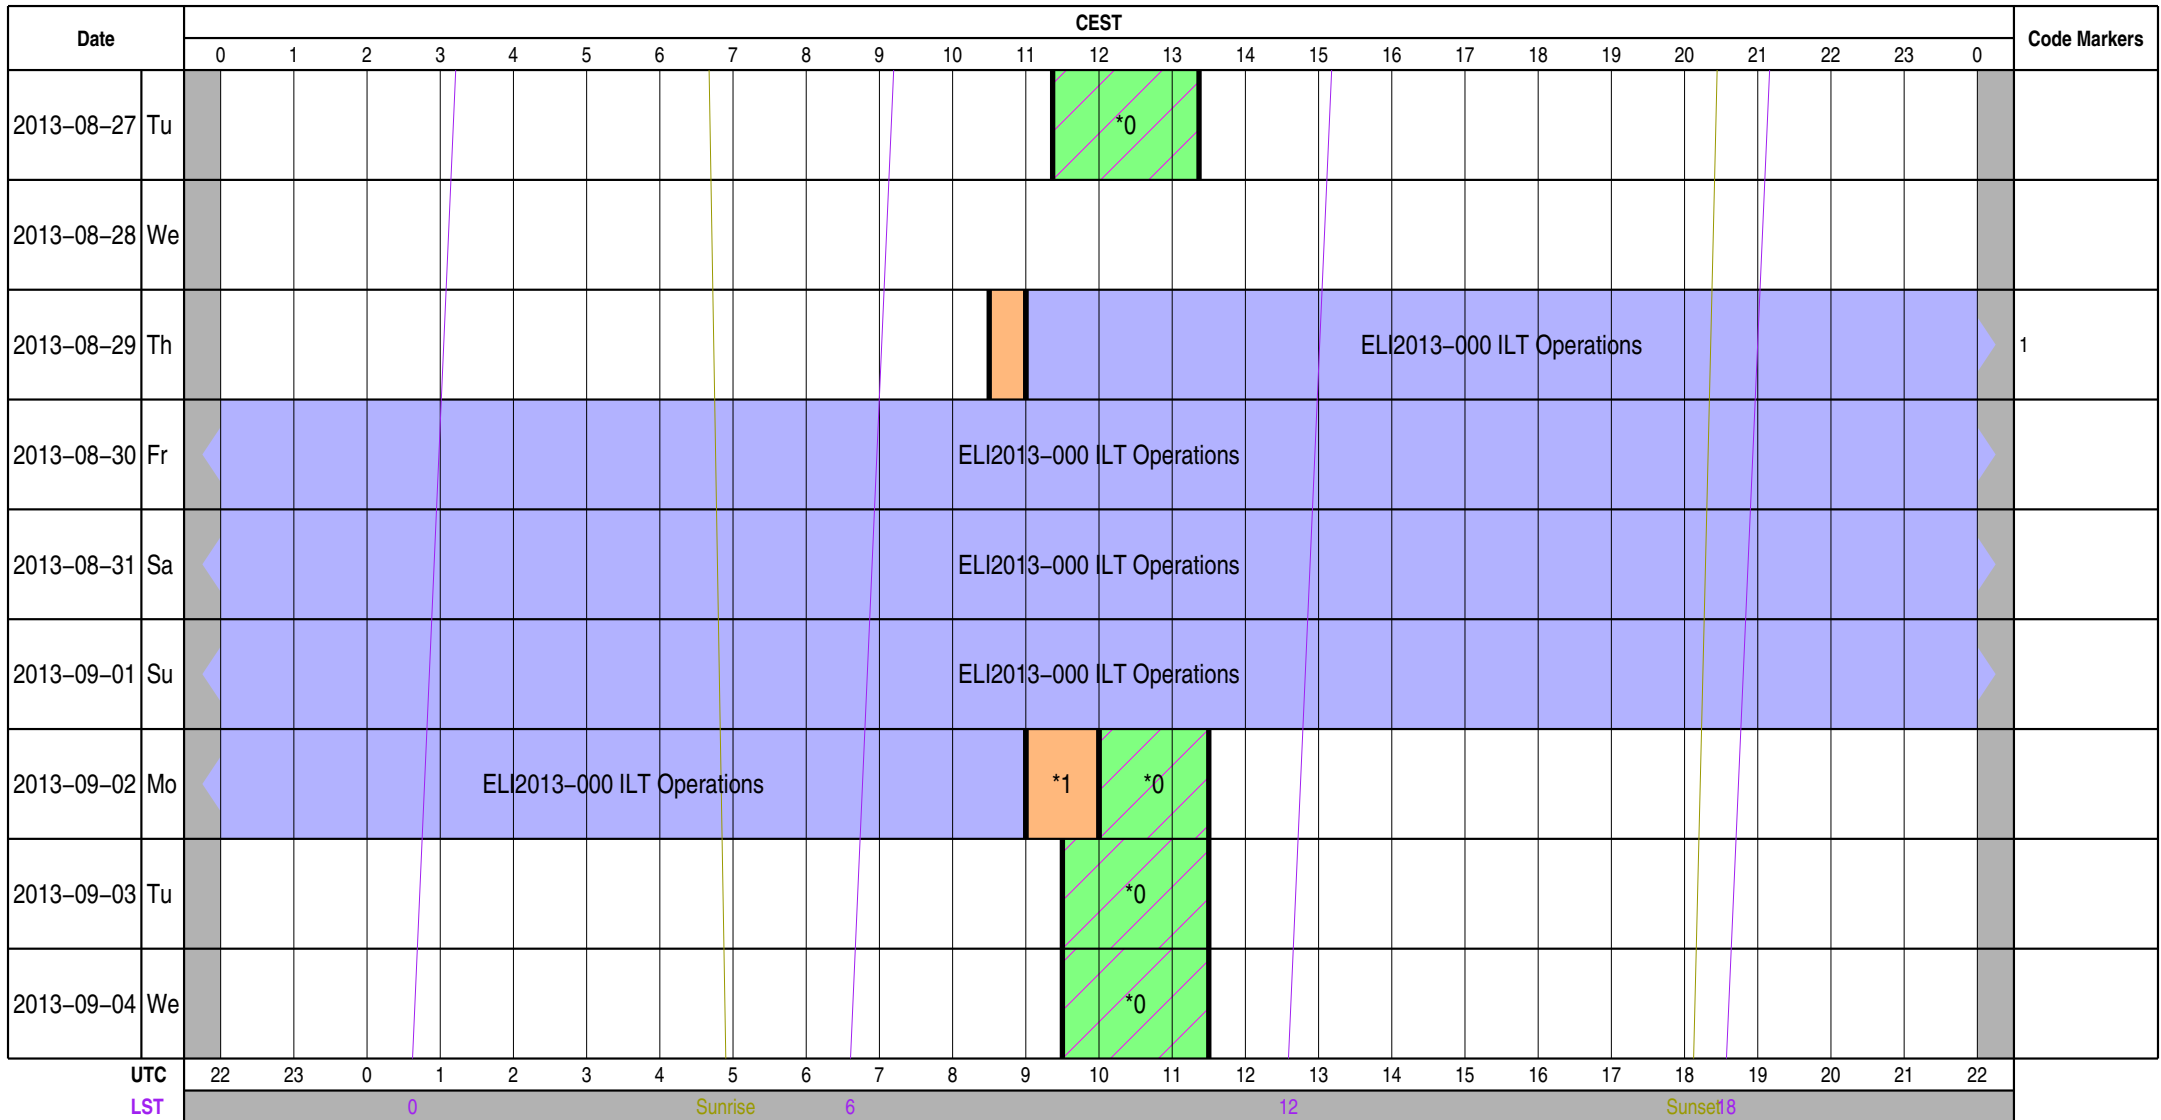 CEST
Date
Code Markers
0 1 2 3 4 5 6 7 8 9 10 11 12 13 14 15 16 17 18 19 20 21 22 23 0
2013–08–27 Tu *0
2013–08–28 We
2013–08–29 Th ELI2013–000 ILT Operations 1
2013–08–30 Fr ELI2013–000 ILT Operations
2013–08–31 Sa ELI2013–000 ILT Operations
2013–09–01 Su ELI2013–000 ILT Operations
2013–09–02 Mo ELI2013–000 ILT Operations *1 *0
2013–09–03 Tu *0
2013–09–04 We *0
UTC 22 23 0 1 2 3 4 5 6 7 8 9 10 11 12 13 14 15 16 17 18 19 20 21 22
LST 0 Sunrise 6 12 Sunset 18